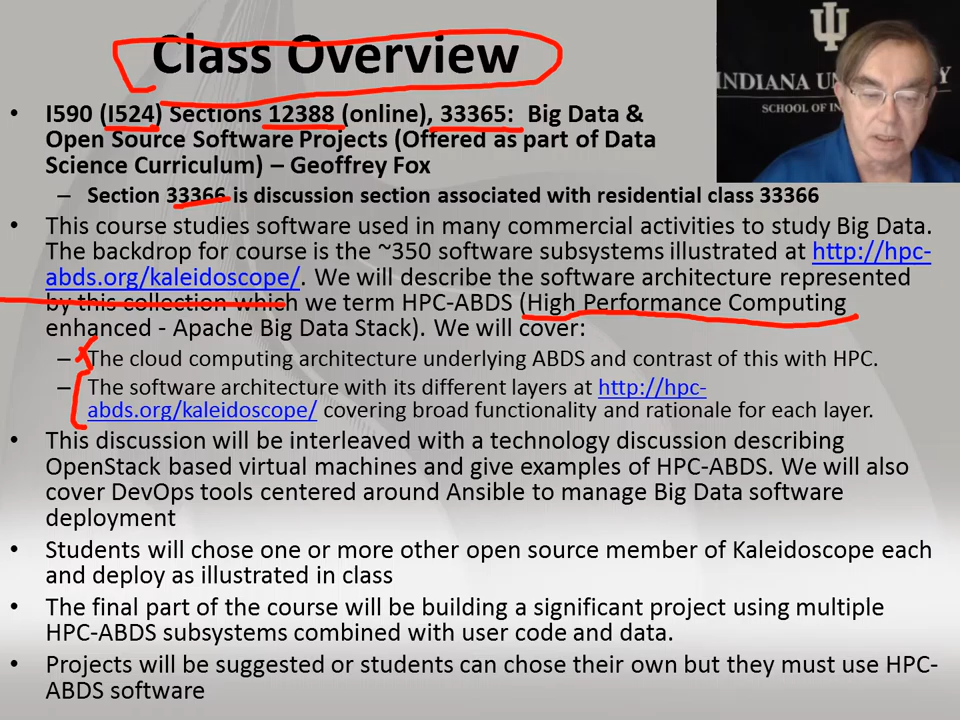 Class Overview
INDIANA UN
SCHOOL OF IN
• I590 (I524) Sections 12388 (online), 33365: Big Data &
Open Source Software Projects (Offered as part of Data
Science Curriculum) – Geoffrey Fox
– Section 33366 is discussion section associated with residential class 33366
• This course studies software used in many commercial activities to study Big Data.
The backdrop for course is the ~350 software subsystems illustrated at http://hpc-
abds.org/kaleidoscope/. We will describe the software architecture represented
by this collection which we term HPC-ABDS (High Performance Computing
enhanced - Apache Big Data Stack). We will cover:
– The cloud computing architecture underlying ABDS and contrast of this with HPC.
– The software architecture with its different layers at http://hpc-
abds.org/kaleidoscope/ covering broad functionality and rationale for each layer.
• This discussion will be interleaved with a technology discussion describing
OpenStack based virtual machines and give examples of HPC-ABDS. We will also
cover DevOps tools centered around Ansible to manage Big Data software
deployment
• Students will chose one or more other open source member of Kaleidoscope each
and deploy as illustrated in class
• The final part of the course will be building a significant project using multiple
HPC-ABDS subsystems combined with user code and data.
• Projects will be suggested or students can chose their own but they must use HPC-
ABDS software